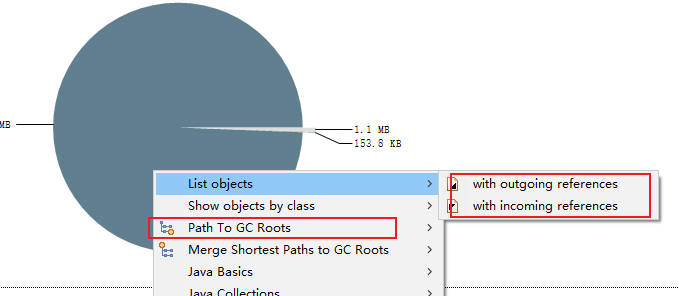 MB
1.1 MB
153.8 KB
List objects
with outgoing references
Show objects by class
with incoming references
Path To GC Roots
Merge Shortest Paths to GC Roots
Java Basics
Java Collections